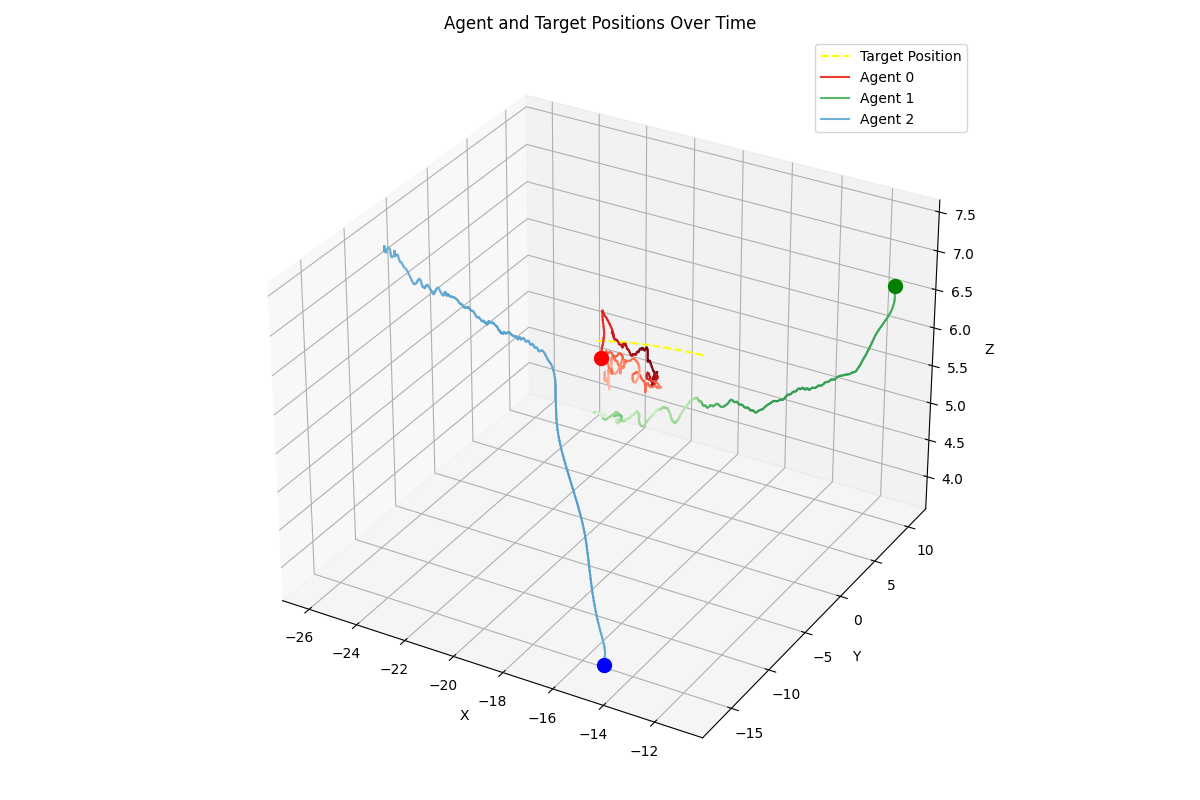 Agent and Target Positions Over Time
Target Position
Agent 0
Agent 1
Agent 2
7.5
7.0
6.5
6.0
5.5
5.0
4.5
4.0
Z
10
5
0
−5
−10
−15
Y
−26
−24
−22
−20
−18
−16
−14
−12
X